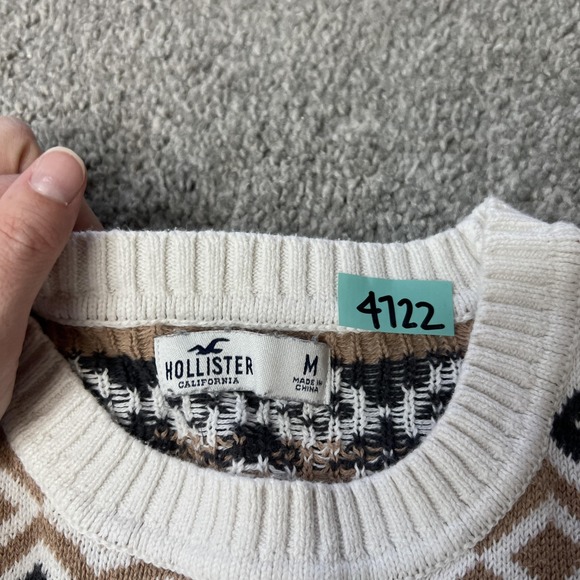 4722
HOLLISTER
CALIFORNIA
M
MADE IN
CHINA